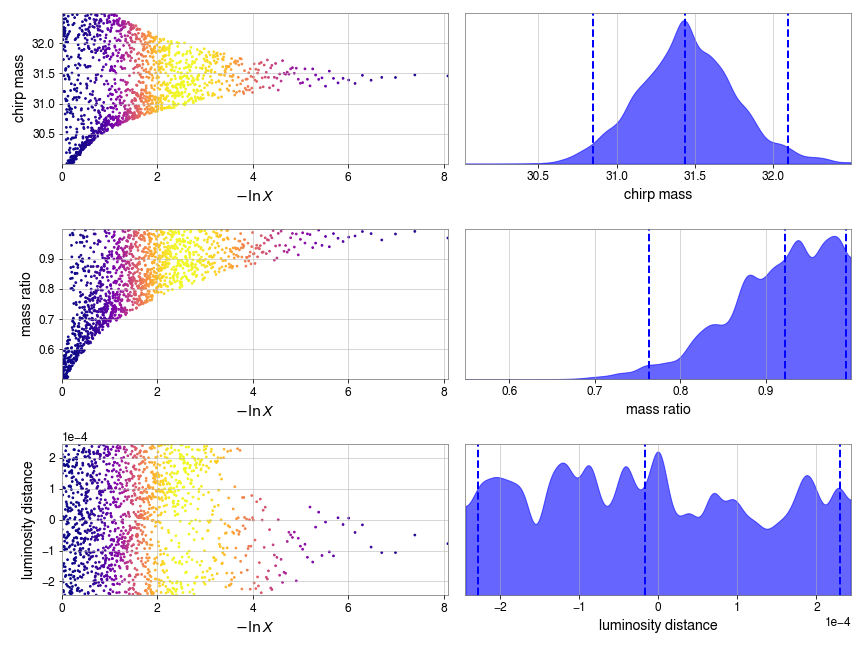 chirp mass
32.0
31.5
31.0
30.5
0 2 4 6 8
−ln X
30.5 31.0 31.5 32.0
chirp mass
mass ratio
0.9
0.8
0.7
0.6
0 2 4 6 8
−ln X
0.6 0.7 0.8 0.9
mass ratio
1e−4
luminosity distance
2
1
0
−1
−2
0 2 4 6 8
−ln X
−2 −1 0 1 2
1e−4
luminosity distance